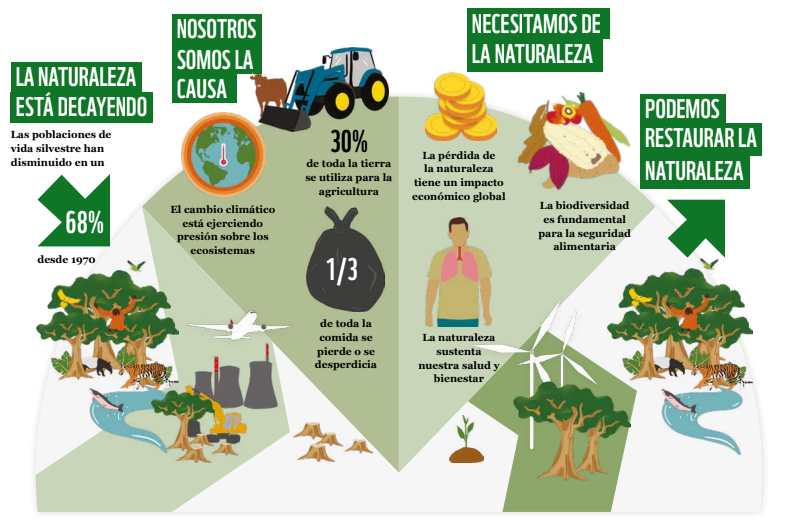 LA NATURALEZA
ESTÁ DECAYENDO
Las poblaciones de
vida silvestre han
disminuido en un
68%
desde 1970
NOSOTROS
SOMOS LA
CAUSA
El cambio climático
está ejerciendo
presión sobre los
ecosistemas
30%
de toda la tierra
se utiliza para la
agricultura
1/3
de toda la
comida se
pierde o se
desperdicia
NECESITAMOS DE
LA NATURALEZA
La pérdida de
la naturaleza
tiene un impacto
económico global
La biodiversidad
es fundamental
para la seguridad
alimentaria
La naturaleza
sustenta
nuestra salud y
bienestar
PODEMOS
RESTAURAR LA
NATURALEZA